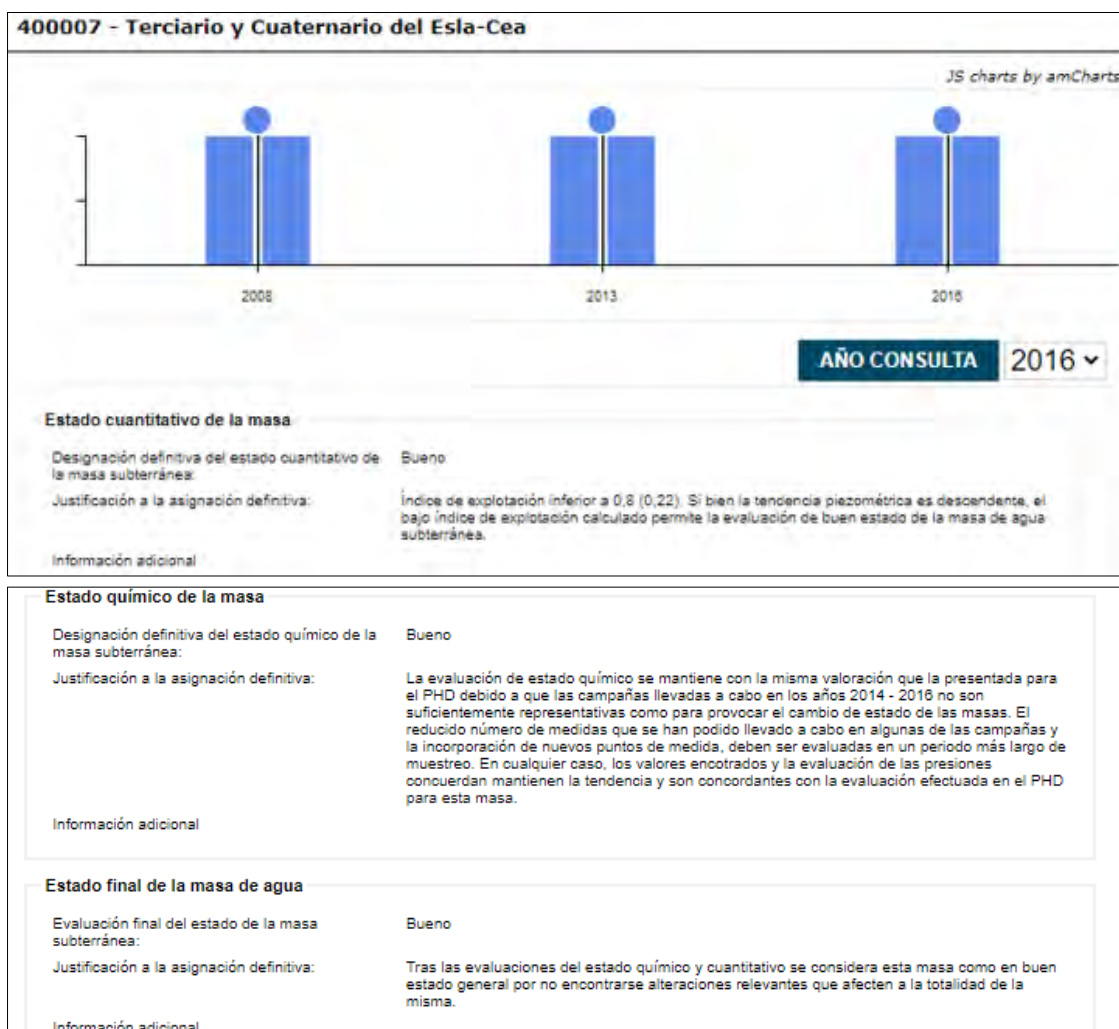 400007 - Terciario y Cuaternario del Esla-Cea
JS charts by amCharts
2008
2013
2016
AÑO CONSULTA 2016
Estado cuantitativo de la masa
Designación definitiva del estado cuantitativo de
la masa subterránea:
Bueno
Justificación a la asignación definitiva:
Índice de explotación inferior a 0,8 (0,22). Si bien la tendencia piezométrica es descendente, el
bajo índice de explotación calculado permite la evaluación de buen estado de la masa de agua
subterránea.
Información adicional
Estado químico de la masa
Designación definitiva del estado químico de la
masa subterránea:
Bueno
Justificación a la asignación definitiva:
La evaluación de estado químico se mantiene con la misma valoración que la presentada para
el PHD debido a que las campañas llevadas a cabo en los años 2014 - 2016 no son
suficientemente representativas como para provocar el cambio de estado de las masas. El
reducido número de medidas que se han podido llevado a cabo en algunas de las campañas y
la incorporación de nuevos puntos de medida, deben ser evaluadas en un periodo más largo de
muestreo. En cualquier caso, los valores encotrados y la evaluación de las presiones
concuerdan mantienen la tendencia y son concordantes con la evaluación efectuada en el PHD
para esta masa.
Información adicional
Estado final de la masa de agua
Evaluación final del estado de la masa
subterránea:
Bueno
Justificación a la asignación definitiva:
Tras las evaluaciones del estado químico y cuantitativo se considera esta masa como en buen
estado general por no encontrarse alteraciones relevantes que afecten a la totalidad de la
misma.
Información adicional